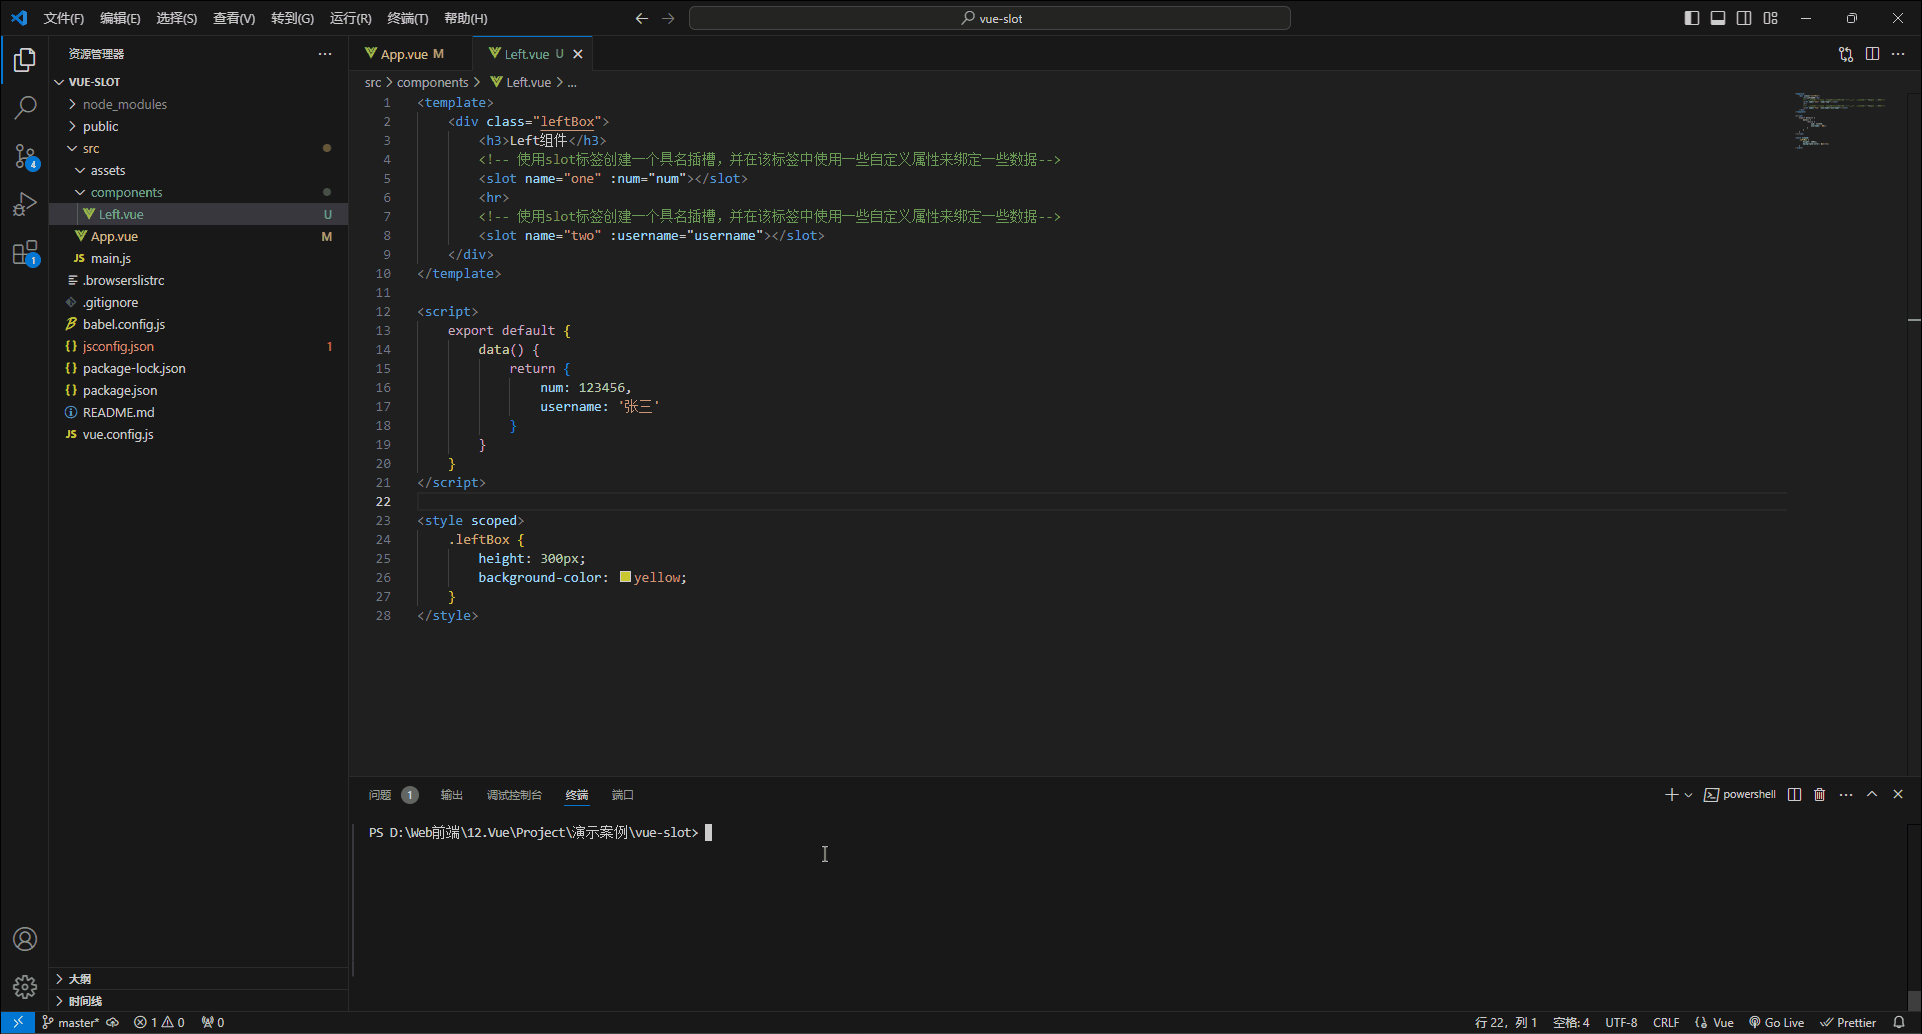 文件(F) 编辑(E) 选择(S) 查看(V) 转到(G) 运行(R) 终端(T) 帮助(H) vue-slot
资源管理器
VUE-SLOT
node_modules
public
src
assets
components
Left.vue U
App.vue M
JS main.js
.browserslistrc
.gitignore
babel.config.js
{} jsconfig.json 1
{} package-lock.json
{} package.json
README.md
JS vue.config.js
大纲
时间线
4
1
App.vue M Left.vue U
src > components > Left.vue > ...
1 <template>
2 <div class="leftBox">
3 <h3>Left组件</h3>
4 <!-- 使用slot标签创建一个具名插槽，并在该标签中使用一些自定义属性来绑定一些数据-->
5 <slot name="one" :num="num"></slot>
6 <hr>
7 <!-- 使用slot标签创建一个具名插槽，并在该标签中使用一些自定义属性来绑定一些数据-->
8 <slot name="two" :username="username"></slot>
9 </div>
10 </template>
11
12 <script>
13 export default {
14 data() {
15 return {
16 num: 123456,
17 username: '张三'
18 }
19 }
20 }
21 </script>
22
23 <style scoped>
24 .leftBox {
25 height: 300px;
26 background-color: yellow;
27 }
28 </style>
问题 1 输出 调试控制台 终端 端口 powershell
PS D:\Web前端\12.Vue\Project\演示案例\vue-slot>
master* 1 0 0 行 22，列 1 空格: 4 UTF-8 CRLF {} Vue Go Live Prettier